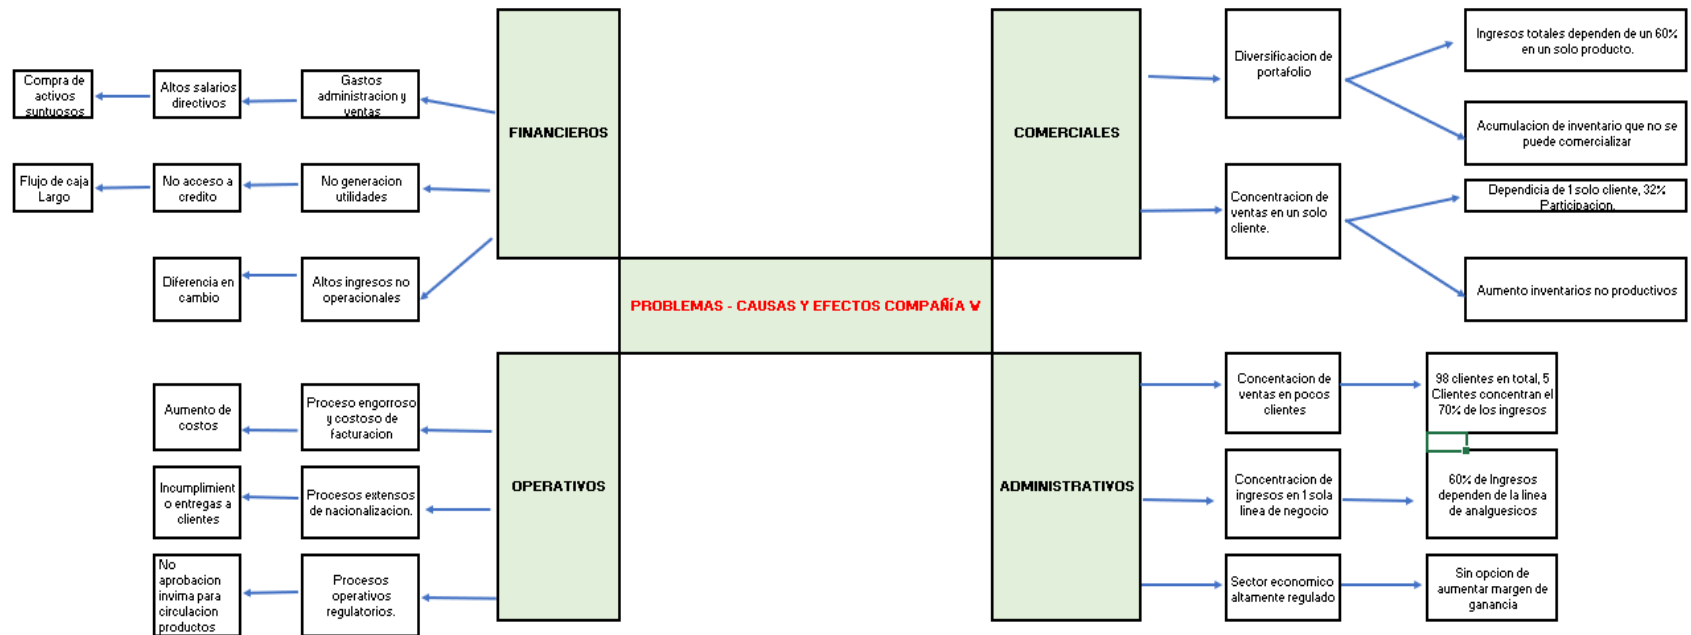 Compra de
activos
suntuosos
Altos salarios
directivos
Gastos
administracion y
ventas
FINANCIEROS
Flujo de caja
Largo
No acceso a
credito
No generacion
utilidades
Diferencia en
cambio
Altos ingresos no
operacionales
COMERCIALES
Diversificacion de
portafolio
Ingresos totales dependen de un 60%
en un solo producto.
Acumulacion de inventario que no se
puede comercializar
Concentracion de
ventas en un solo
cliente.
Dependicia de 1 solo cliente, 32%
Participacion.
Aumento inventarios no productivos
PROBLEMAS - CAUSAS Y EFECTOS COMPAÑÍA W
Aumento de
costos
Proceso engorroso
y costoso de
facturacion
OPERATIVOS
Incumplimient
o entregas a
clientes
Procesos extensos
de nacionalizacion.
No
aprobacion
invima para
circulacion
productos
Procesos
operativos
regulatorios.
ADMINISTRATIVOS
Concentacion de
ventas en pocos
clientes
98 clientes en total, 5
Clientes concentran el
70% de los ingresos
Concentracion de
ingresos en 1 sola
linea de negocio
60% de Ingresos
dependen de la linea
de analguesicos
Sector economico
altamente regulado
Sin opcion de
aumentar margen de
ganancia